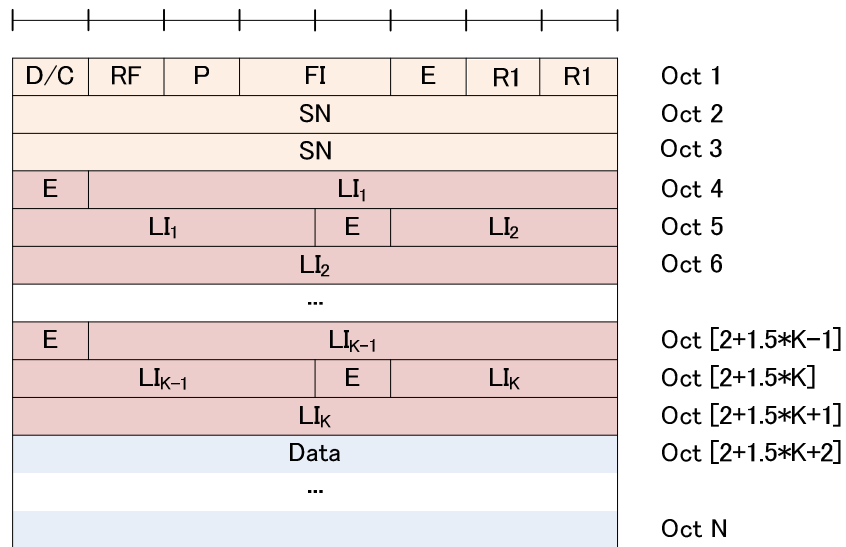 D/C RF P FI E R1 R1 Oct 1
SN Oct 2
SN Oct 3
E LI₁ Oct 4
LI₁ E LI₂ Oct 5
LI₂ Oct 6
...
E LIK-1 Oct [2+1.5*K-1]
LIK-1 E LIK Oct [2+1.5*K]
LIK Oct [2+1.5*K+1]
Data Oct [2+1.5*K+2]
...
Oct N